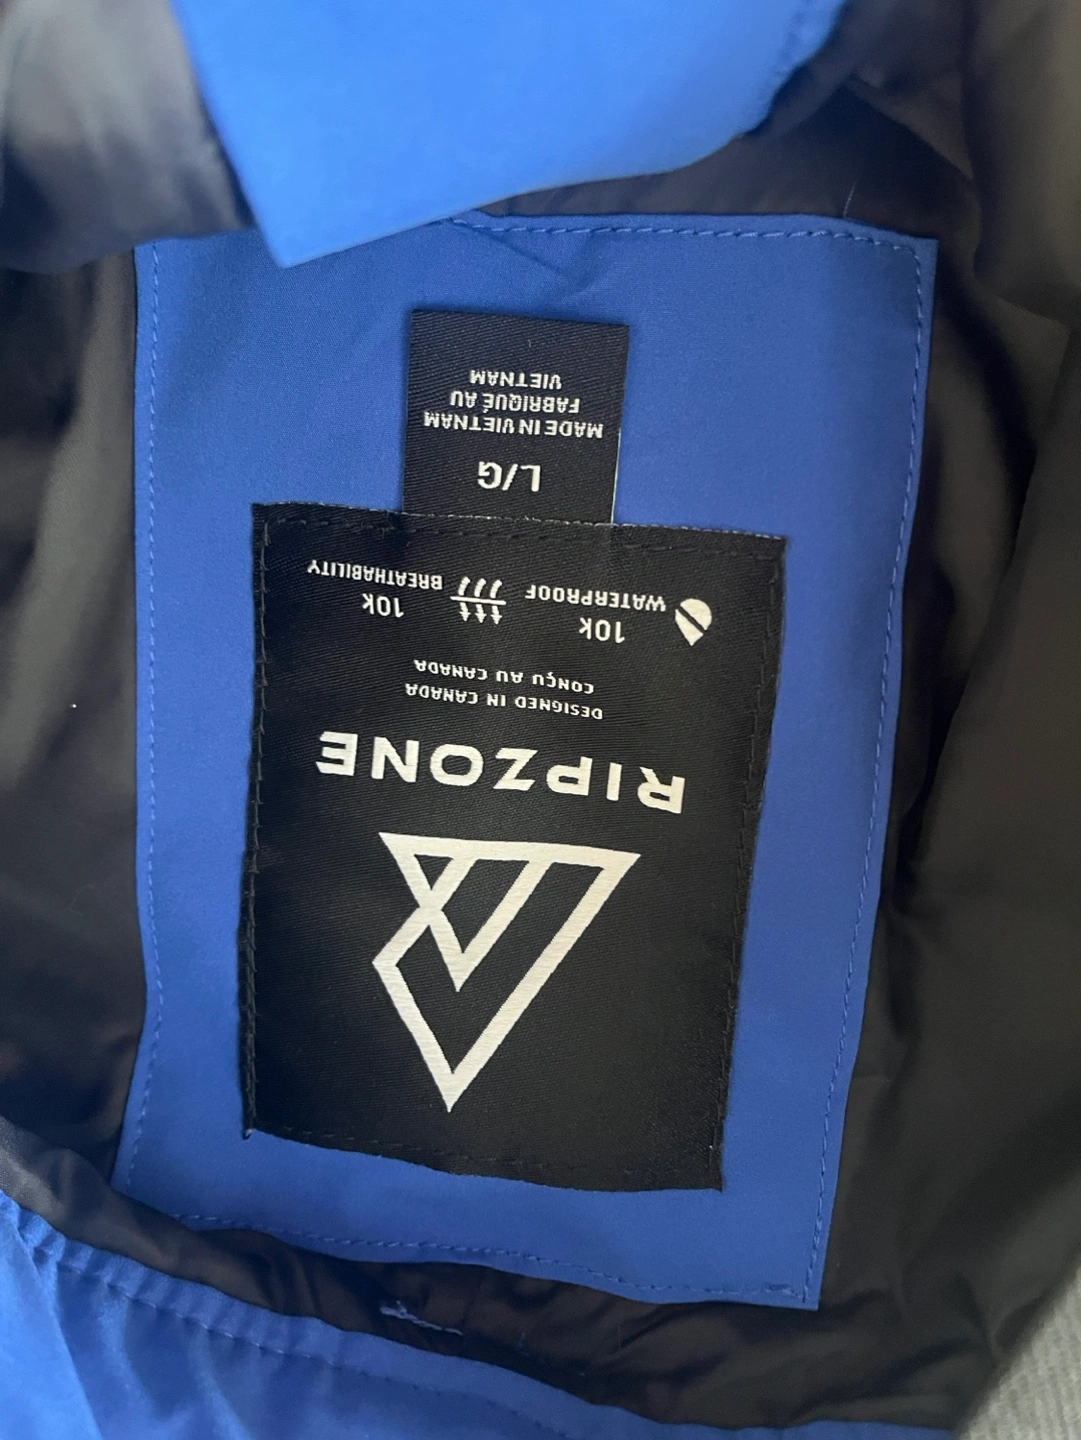 RIPZONE
DESIGNED IN CANADA
CONÇU AU CANADA
10K
WATERPROOF
10K
BREATHABILITY
L/G
MADE IN VIETNAM
FABRIQUÉ AU
VIETNAM